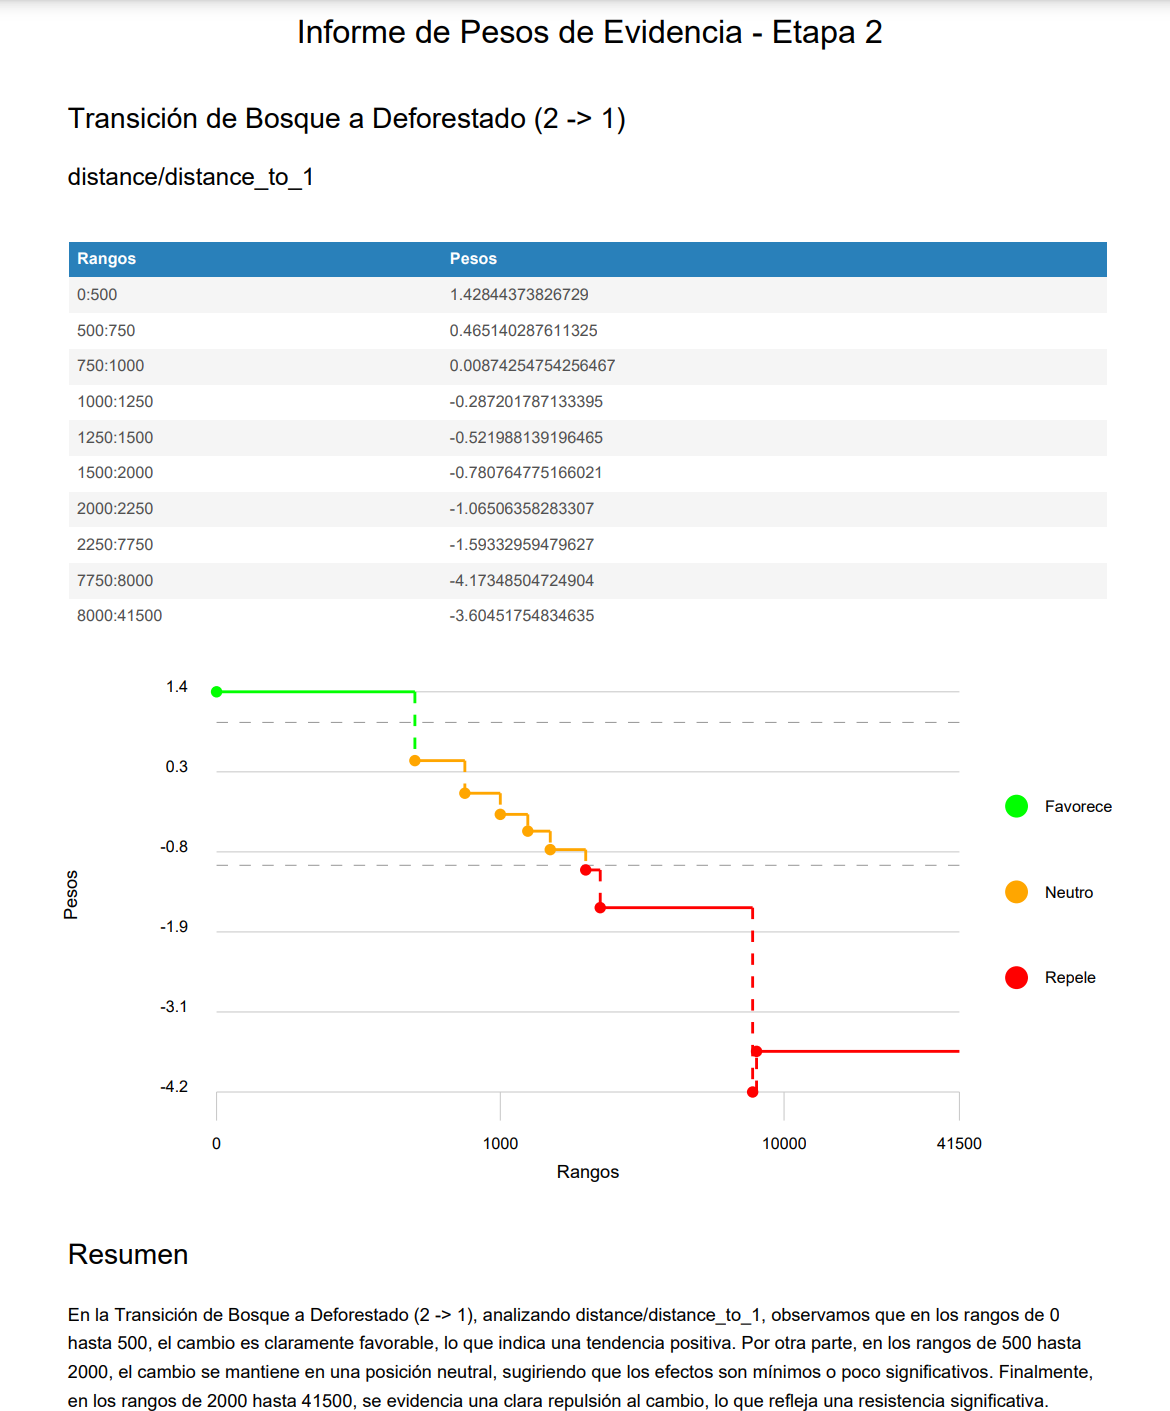 Informe de Pesos de Evidencia - Etapa 2
Transición de Bosque a Deforestado (2 -> 1)
distance/distance_to_1
Rangos Pesos
0:500 1.42844373826729
500:750 0.465140287611325
750:1000 0.00874254754256467
1000:1250 -0.287201787133395
1250:1500 -0.521988139196465
1500:2000 -0.780764775166021
2000:2250 -1.06506358283307
2250:7750 -1.59332959479627
7750:8000 -4.17348504724904
8000:41500 -3.60451754834635
1.4
0.3
-0.8
-1.9
-3.1
-4.2
Pesos
0 1000 10000 41500
Rangos
Favorece
Neutro
Repele
Resumen
En la Transición de Bosque a Deforestado (2 -> 1), analizando distance/distance_to_1, observamos que en los rangos de 0
hasta 500, el cambio es claramente favorable, lo que indica una tendencia positiva. Por otra parte, en los rangos de 500 hasta
2000, el cambio se mantiene en una posición neutral, sugiriendo que los efectos son mínimos o poco significativos. Finalmente,
en los rangos de 2000 hasta 41500, se evidencia una clara repulsión al cambio, lo que refleja una resistencia significativa.